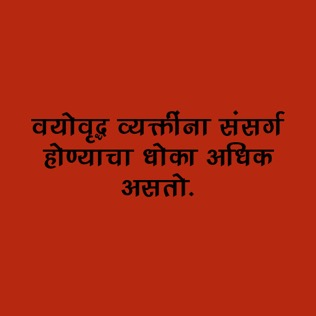 वयोवृद्ध व्यक्तींना संसर्ग
होण्याचा धोका अधिक
असतो.